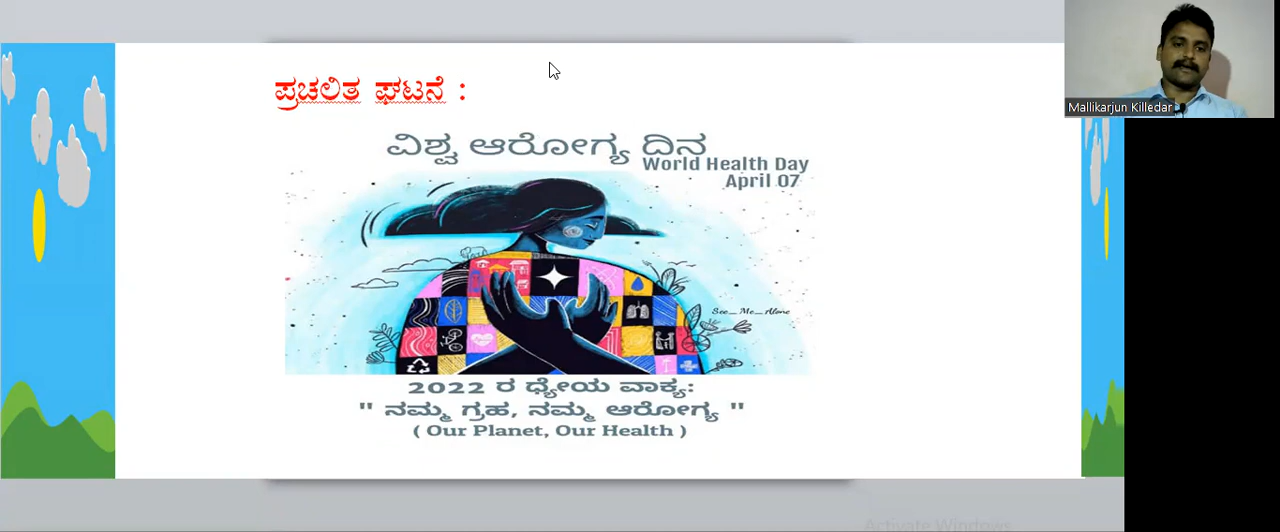 ಪ್ರಚಲಿತ ಘಟನೆ :
ವಿಶ್ವ ಆರೋಗ್ಯ ದಿನ
World Health Day
April 07
See_Me_Alone
2022 ರ ಧ್ಯೇಯ ವಾಕ್ಯ:
" ನಮ್ಮ ಗ್ರಹ, ನಮ್ಮ ಆರೋಗ್ಯ "
( Our Planet, Our Health )
Mallikarjun Killedar
Activate Windows